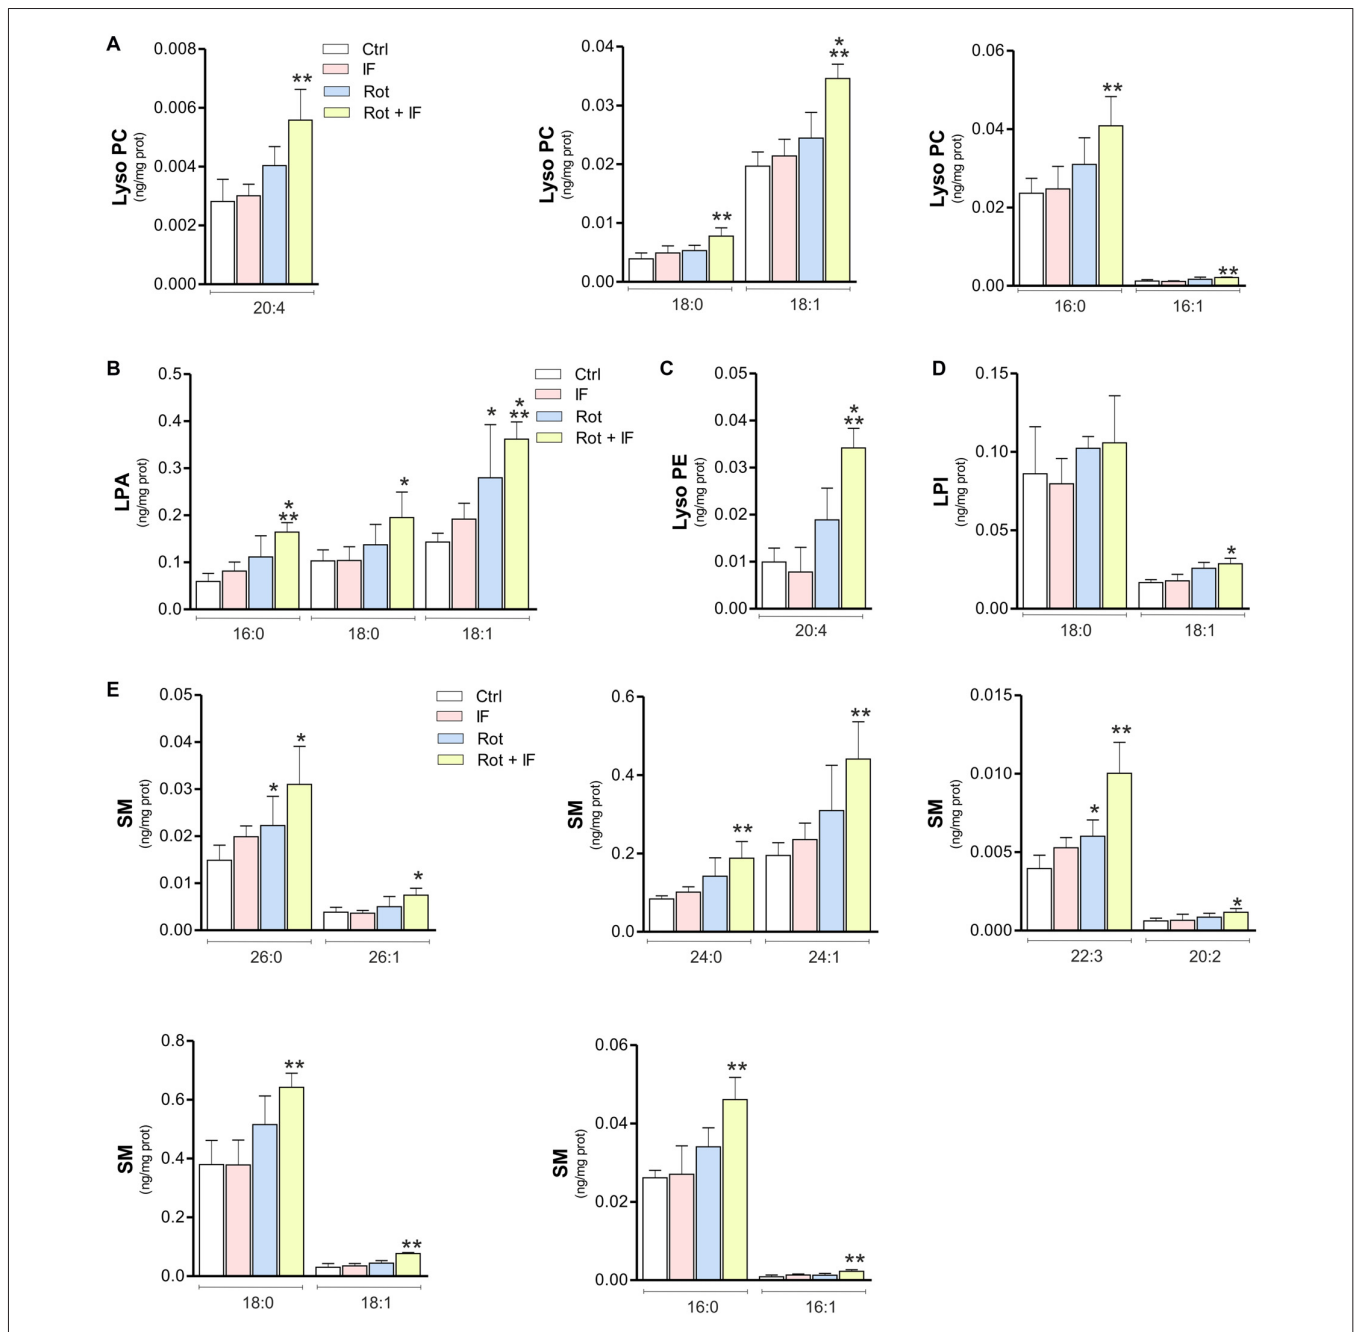 A
0.008
0.006
0.004
0.002
0.000
Lyso PC
(ng/mg prot)
**
20:4
Ctrl
IF
Rot
Rot + IF
0.04
0.03
0.02
0.01
0.00
Lyso PC
(ng/mg prot)
**
*
**
18:0
18:1
0.06
0.04
0.02
0.00
Lyso PC
(ng/mg prot)
**
**
16:0
16:1
B
0.5
0.4
0.3
0.2
0.1
0.0
LPA
(ng/mg prot)
*
**
*
*
*
**
16:0
18:0
18:1
Ctrl
IF
Rot
Rot + IF
C
0.05
0.04
0.03
0.02
0.01
0.00
Lyso PE
(ng/mg prot)
*
**
20:4
D
0.15
0.10
0.05
0.00
LPI
(ng/mg prot)
*
18:0
18:1
E
0.05
0.04
0.03
0.02
0.01
0.00
SM
(ng/mg prot)
*
*
*
26:0
26:1
Ctrl
IF
Rot
Rot + IF
0.6
0.4
0.2
0.0
SM
(ng/mg prot)
**
**
24:0
24:1
0.015
0.010
0.005
0.000
SM
(ng/mg prot)
*
**
*
22:3
20:2
0.8
0.6
0.4
0.2
0.0
SM
(ng/mg prot)
**
**
18:0
18:1
0.06
0.04
0.02
0.00
SM
(ng/mg prot)
**
**
16:0
16:1